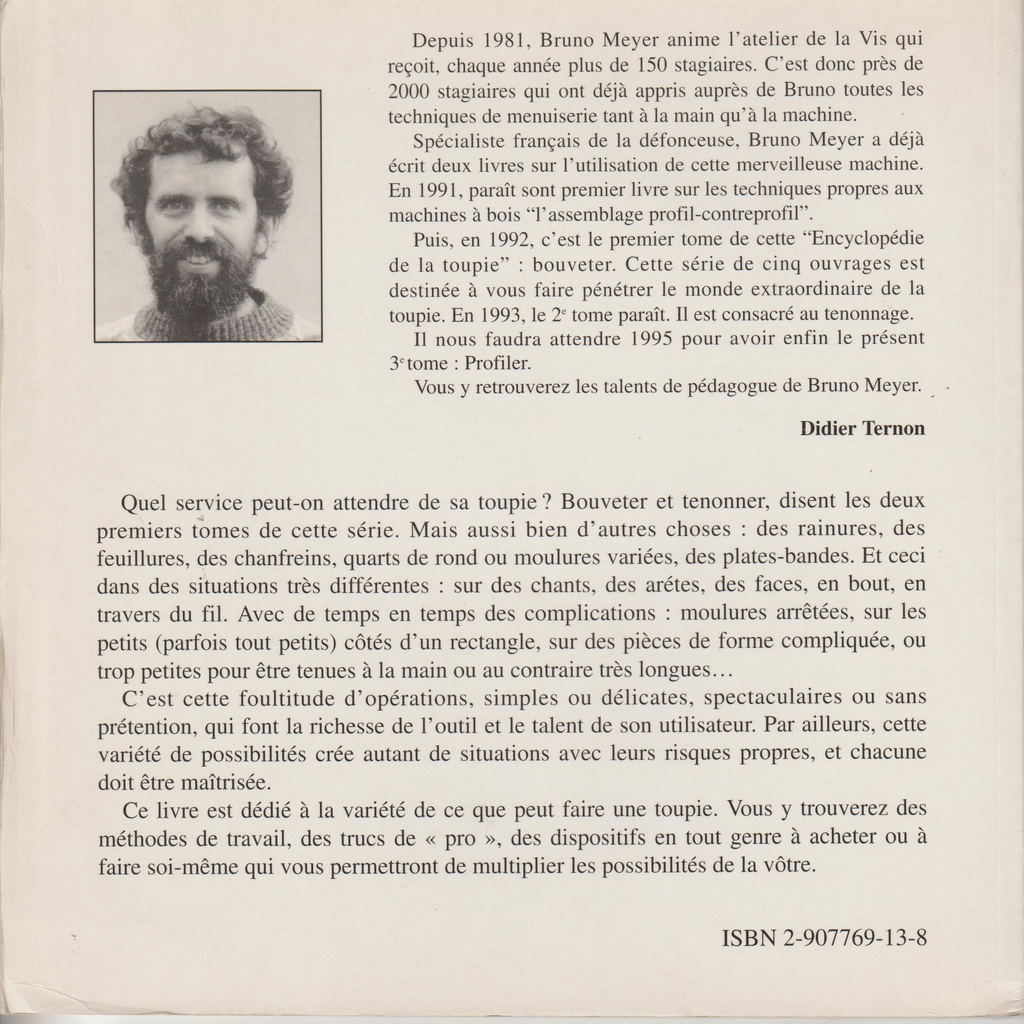 Depuis 1981, Bruno Meyer anime l'atelier de la Vis qui
reçoit, chaque année plus de 150 stagiaires. C'est donc près de
2000 stagiaires qui ont déjà appris auprès de Bruno toutes les
techniques de menuiserie tant à la main qu'à la machine.
Spécialiste français de la défonceuse, Bruno Meyer a déjà
écrit deux livres sur l'utilisation de cette merveilleuse machine.
En 1991, paraît sont premier livre sur les techniques propres aux
machines à bois “l'assemblage profil-contreprofil”.
Puis, en 1992, c'est le premier tome de cette “Encyclopédie
de la toupie” : bouveter. Cette série de cinq ouvrages est
destinée à vous faire pénétrer le monde extraordinaire de la
toupie. En 1993, le 2e tome paraît. Il est consacré au tenonnage.
Il nous faudra attendre 1995 pour avoir enfin le présent
3e tome : Profiler.
Vous y retrouverez les talents de pédagogue de Bruno Meyer.
Didier Ternon
Quel service peut-on attendre de sa toupie ? Bouveter et tenonner, disent les deux
premiers tomes de cette série. Mais aussi bien d'autres choses : des rainures, des
feuillures, des chanfreins, quarts de rond ou moulures variées, des plates-bandes. Et ceci
dans des situations très différentes : sur des chants, des arétes, des faces, en bout, en
travers du fil. Avec de temps en temps des complications : moulures arrêtées, sur les
petits (parfois tout petits) côtés d'un rectangle, sur des pièces de forme compliquée, ou
trop petites pour être tenues à la main ou au contraire très longues...
C'est cette foultitude d'opérations, simples ou délicates, spectaculaires ou sans
prétention, qui font la richesse de l'outil et le talent de son utilisateur. Par ailleurs, cette
variété de possibilités crée autant de situations avec leurs risques propres, et chacune
doit être maîtrisée.
Ce livre est dédié à la variété de ce que peut faire une toupie. Vous y trouverez des
méthodes de travail, des trucs de « pro », des dispositifs en tout genre à acheter ou à
faire soi-même qui vous permettront de multiplier les possibilités de la vôtre.
ISBN 2-907769-13-8